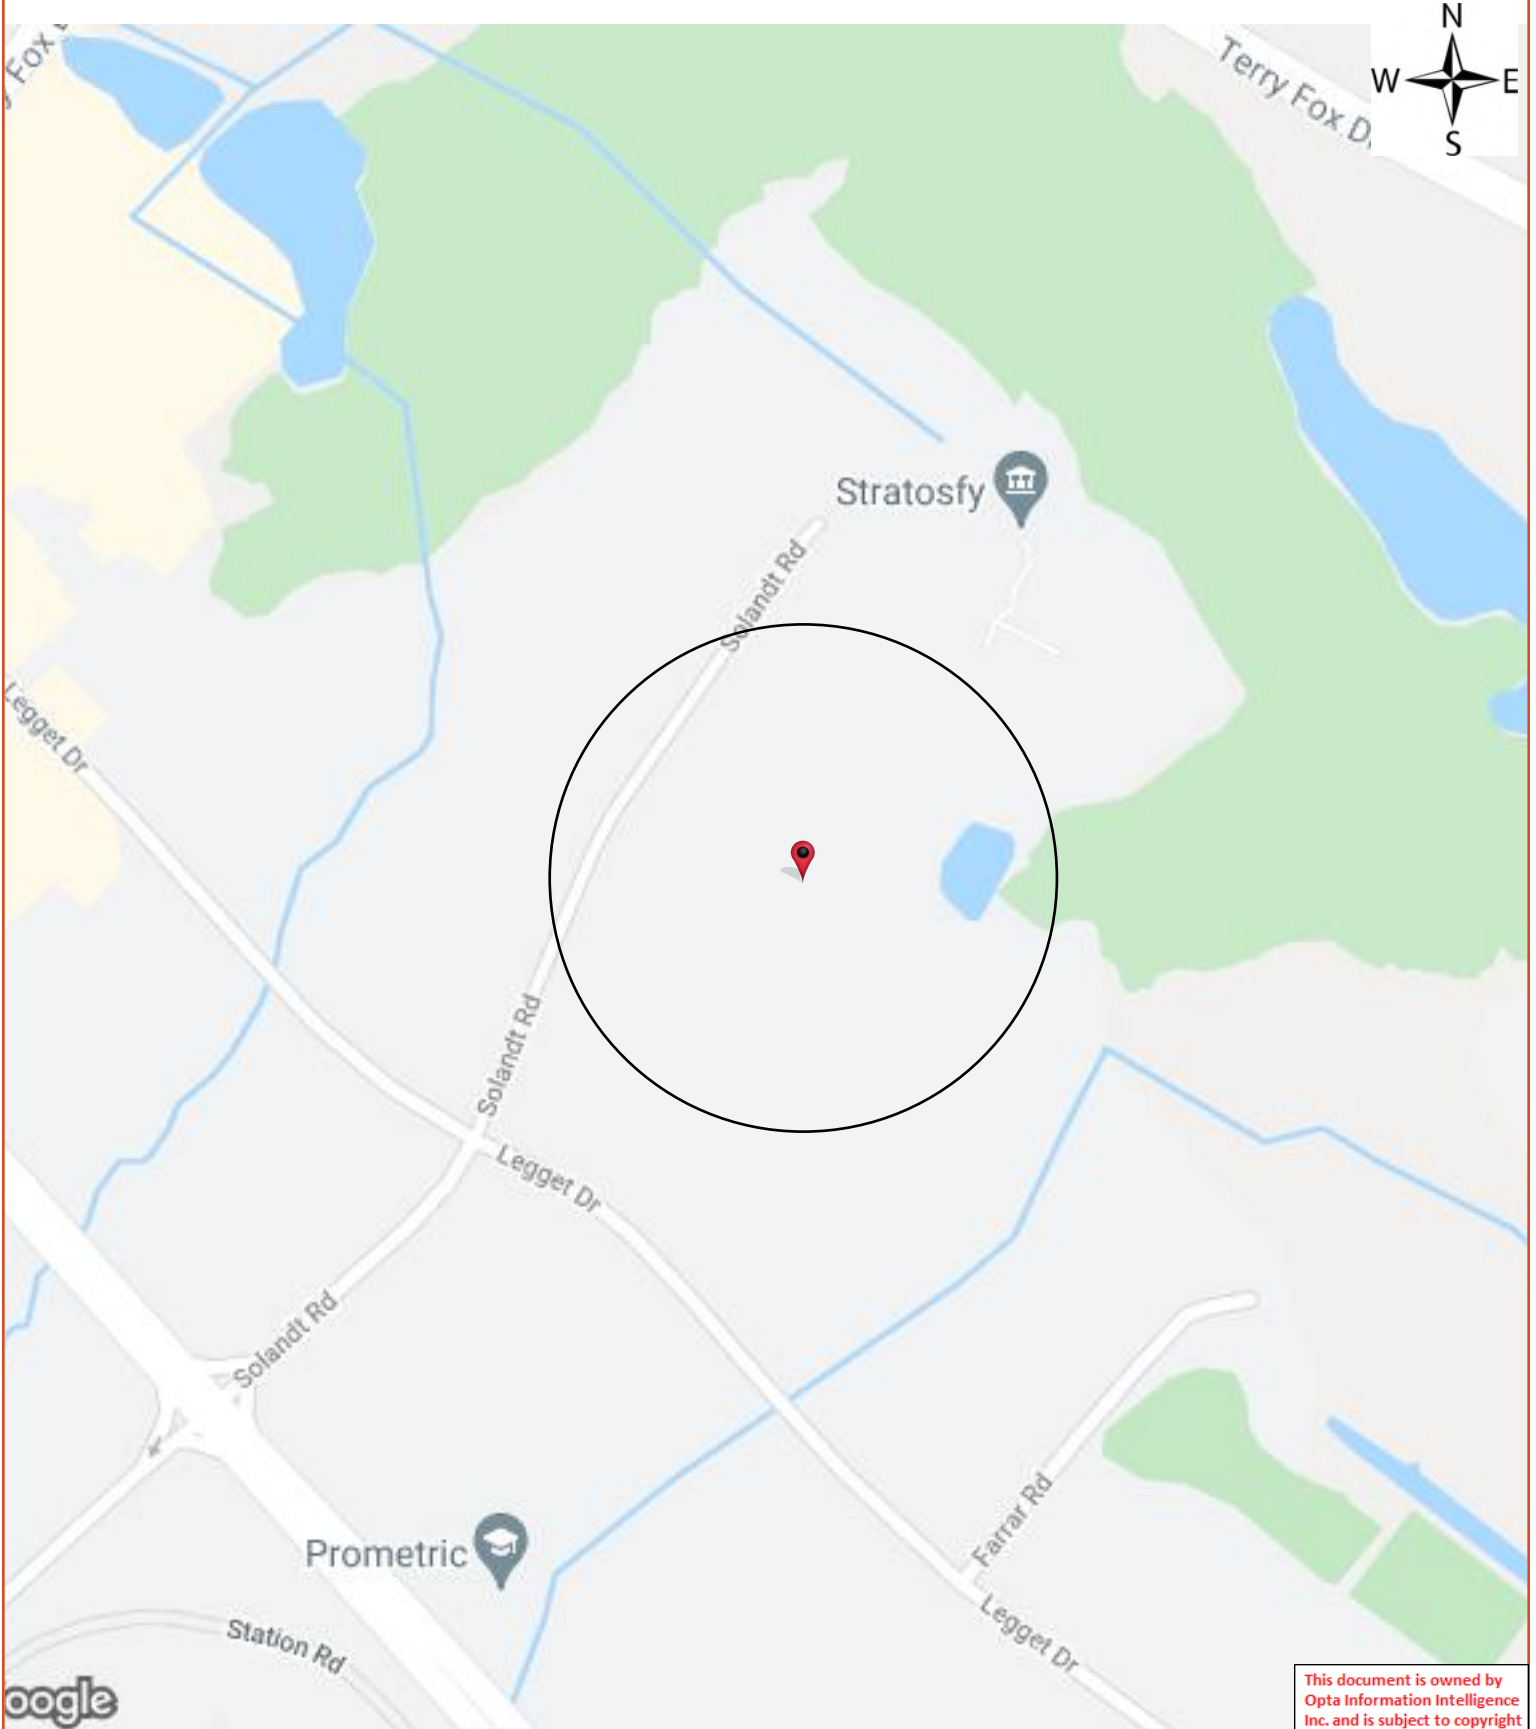 N
W E
S
Fox
Terry Fox D
Stratosfy
Solandt Rd
Legget Dr
Solandt Rd
Legget Dr
Solandt Rd
Farrar Rd
Prometric
Legget Dr
Station Rd
oogle
This document is owned by
Opta Information Intelligence
Inc. and is subject to copyright